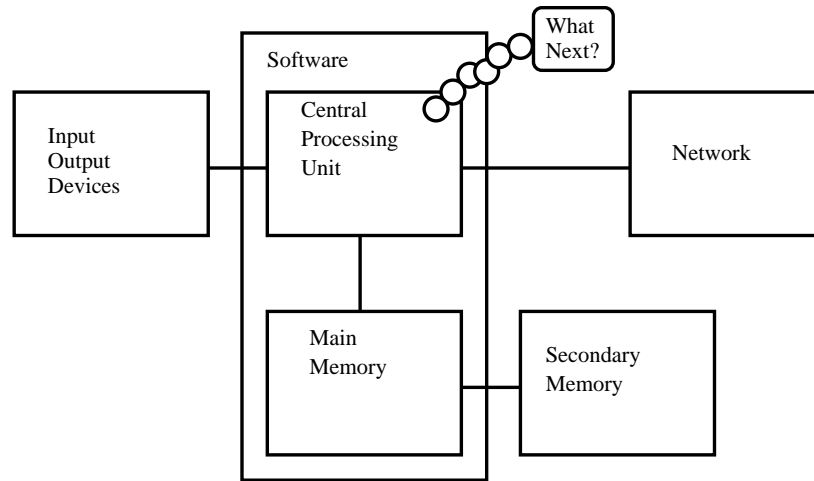 What
Next?
Software
Input
Output
Devices
Central
Processing
Unit
Network
Main
Memory
Secondary
Memory